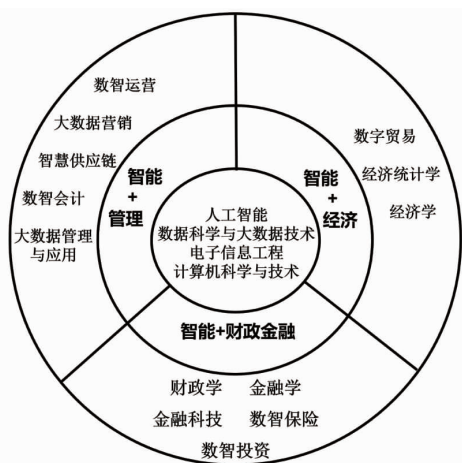 数智运营
大数据营销
智慧供应链
数智会计
大数据管理
与应用
智能
+
管理
人工智能
数据科学与大数据技术
电子信息工程
计算机科学与技术
智能
+
经济
数字贸易
经济统计学
经济学
智能+财政金融
财政学 金融学
金融科技 数智保险
数智投资